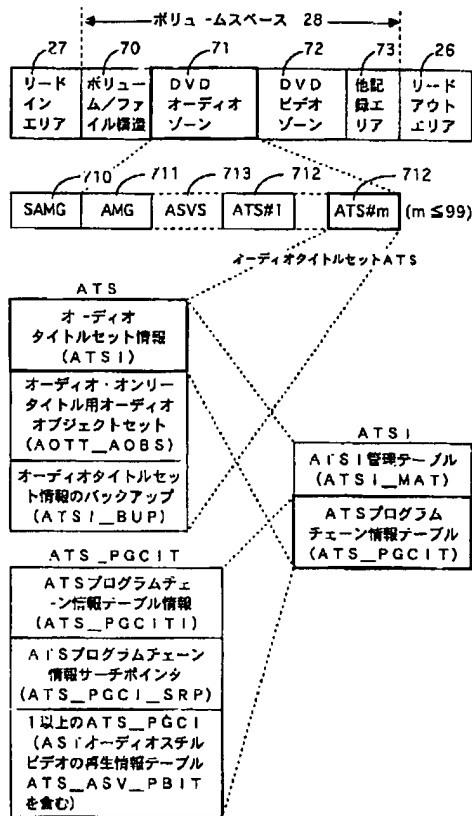 ボリュームスペース 28
27
70
71
72
73
26
リード
イン
エリア
ボリュー
ム/ファ
イル構造
DVD
オーディオ
ゾーン
DVD
ビデオ
ゾーン
他記
録エ
リア
リード
アウト
エリア
710
711
713
712
712
SAMG
AMG
ASVS
ATS#1
ATS#m
(m≦99)
オーディオタイトルセットATS
ATS
オーディオ
タイトルセット情報
(ATSI)
オーディオ・オンリー
タイトル用オーディオ
オブジェクトセット
(AOTT__AOBS)
オーディオタイトルセッ
ト情報のバックアップ
(ATSI_BUP)
ATSI
ATSI管理テーブル
(ATSI_MAT)
ATSプログラム
チェーン情報テーブル
(ATS__PGCIT)
ATS_PGCIT
ATSプログラムチェ
ーン情報テーブル情報
(ATS__PGCITI)
ATSプログラムチェーン
情報サーチポインタ
(ATS__PGCI_SRP)
1以上のATS__PGCI
(ASVオーディオスチル
ビデオの再生情報テーブル
ATS__ASV_PBIT
を含む)